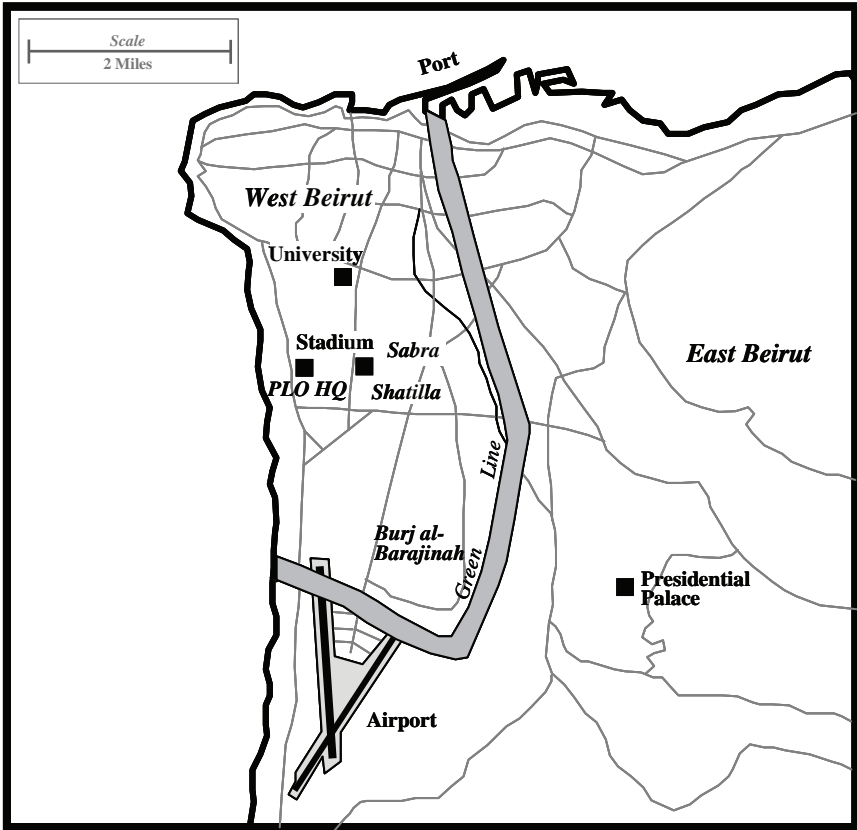 Scale
2 Miles
Port
West Beirut
University
Stadium
Sabra
East Beirut
PLO HQ
Shatilla
Green Line
Burj al-
Barajinah
Presidential
Palace
Airport